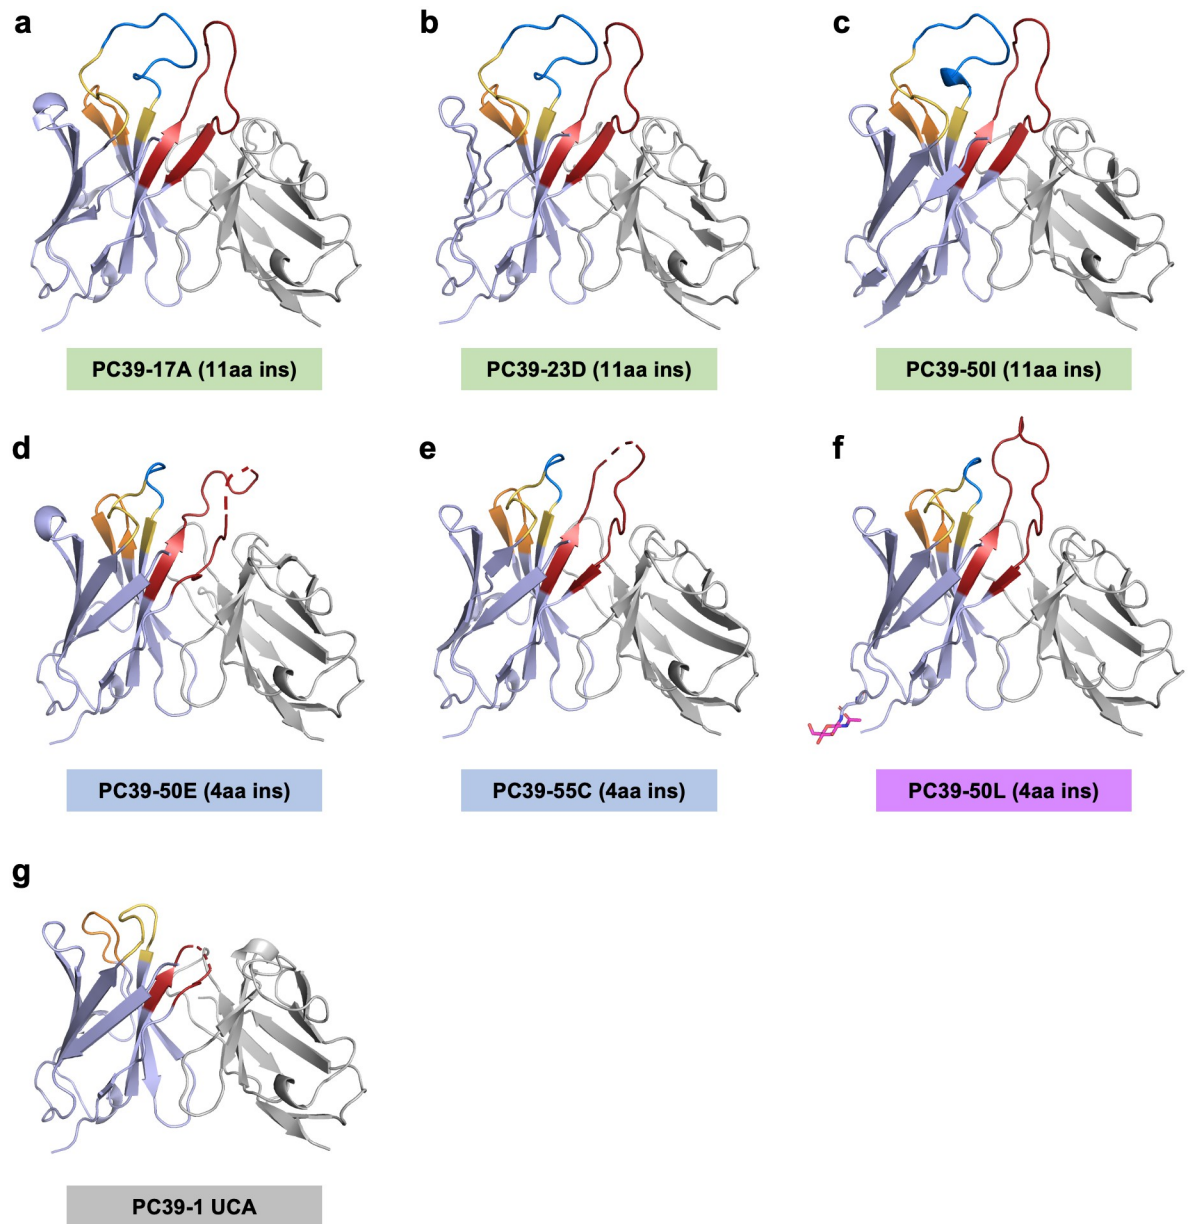 a
b
c
PC39-17A (11aa ins)
PC39-23D (11aa ins)
PC39-50I (11aa ins)
d
e
f
PC39-50E (4aa ins)
PC39-55C (4aa ins)
PC39-50L (4aa ins)
g
PC39-1 UCA